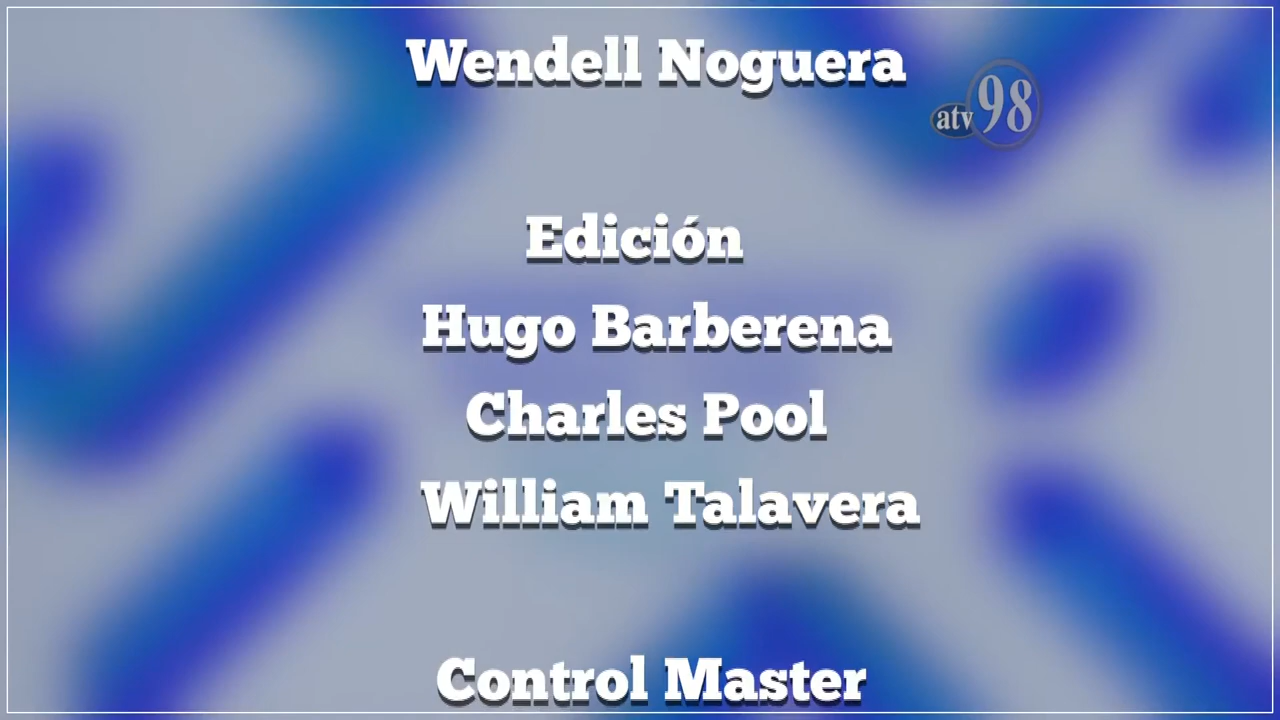 Wendell Noguera
atv 98
Edición
Hugo Barberena
Charles Pool
William Talavera
Control Master